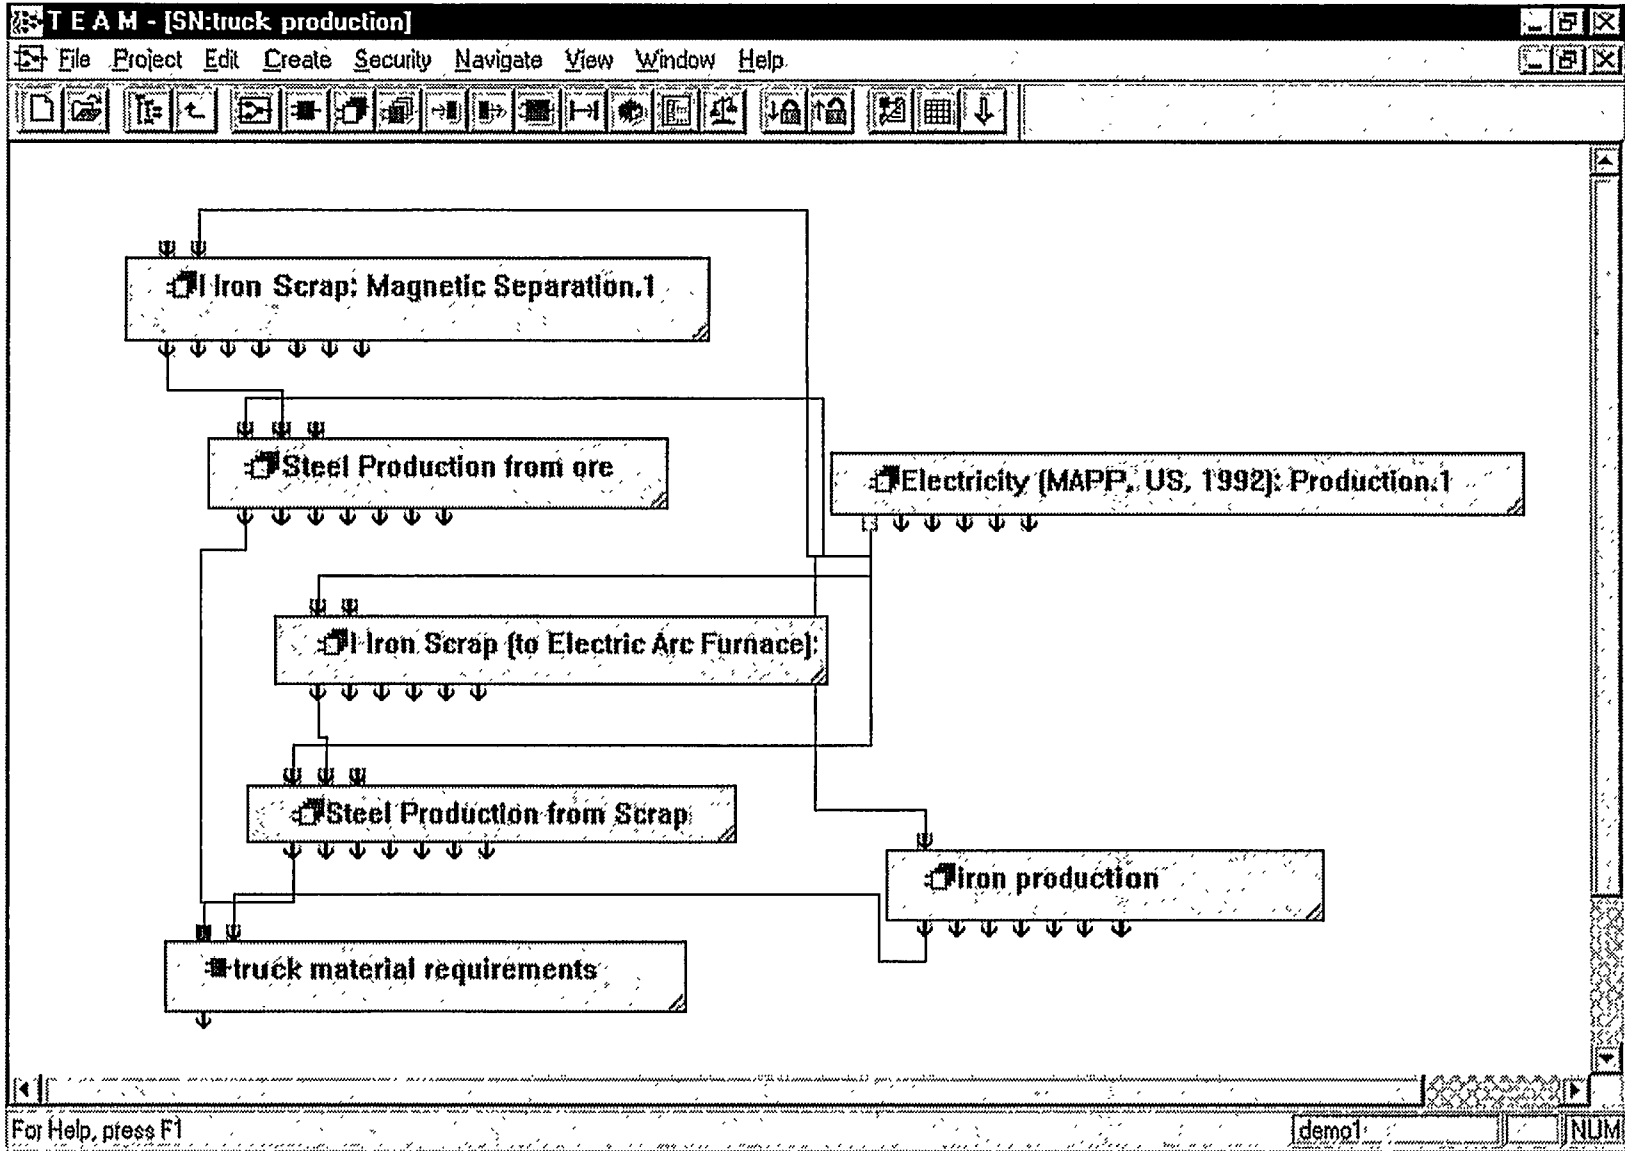 T E A M - [SN:truck production]
File Project Edit Create Security Navigate View Window Help
I Iron Scrap: Magnetic Separation.1
Steel Production from ore
Electricity (MAPP, US, 1992): Production.1
I Iron Scrap (to Electric Arc Furnace):
Steel Production from Scrap
iron production
truck material requirements
For Help, press F1
demo1
NUM